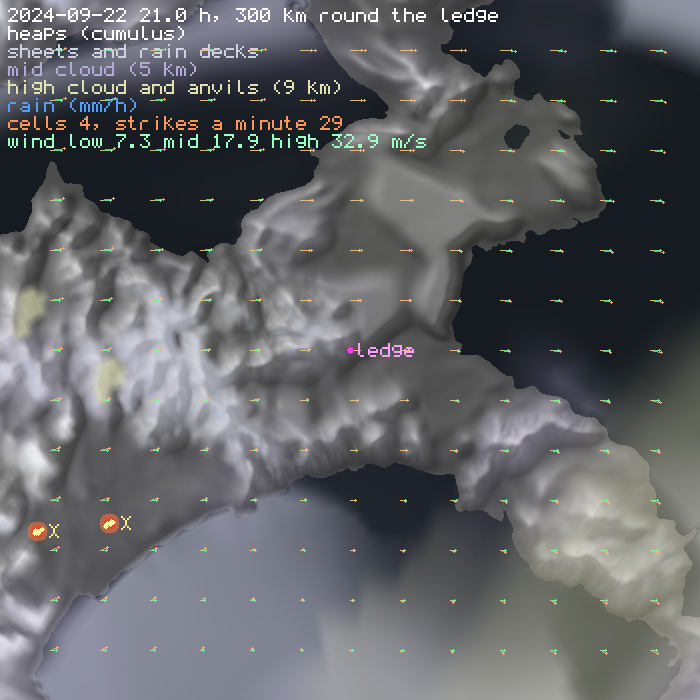 2024-09-22 21.0 h, 300 km round the ledge
heaPs (cumulus)
sheets and rain decks
mid cloud (5 km)
high cloud and anvils (9 km)
rain (mm/h)
cells 4, strikes a minute 29
wind low 7.3 mid 17.9 high 32.9 m/s
ledge
X
X